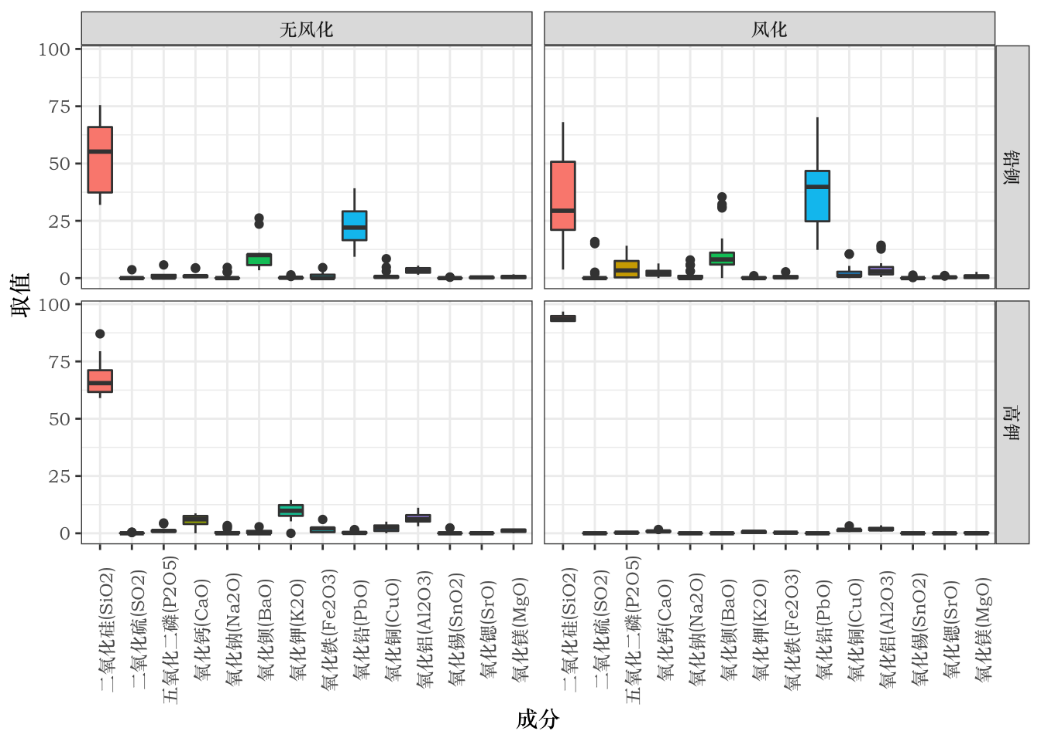 无风化
风化
100
75
50
25
0
铅钡
取值
100
75
50
25
0
高钾
二氧化硅(SiO2)
二氧化硫(SO2)
五氧化二磷(P2O5)
氧化钙(CaO)
氧化钠(Na2O)
氧化钡(BaO)
氧化钾(K2O)
氧化铁(Fe2O3)
氧化铅(PbO)
氧化铜(CuO)
氧化铝(Al2O3)
氧化锡(SnO2)
氧化锶(SrO)
氧化镁(MgO)
二氧化硅(SiO2)
二氧化硫(SO2)
五氧化二磷(P2O5)
氧化钙(CaO)
氧化钠(Na2O)
氧化钡(BaO)
氧化钾(K2O)
氧化铁(Fe2O3)
氧化铅(PbO)
氧化铜(CuO)
氧化铝(Al2O3)
氧化锡(SnO2)
氧化锶(SrO)
氧化镁(MgO)
成分